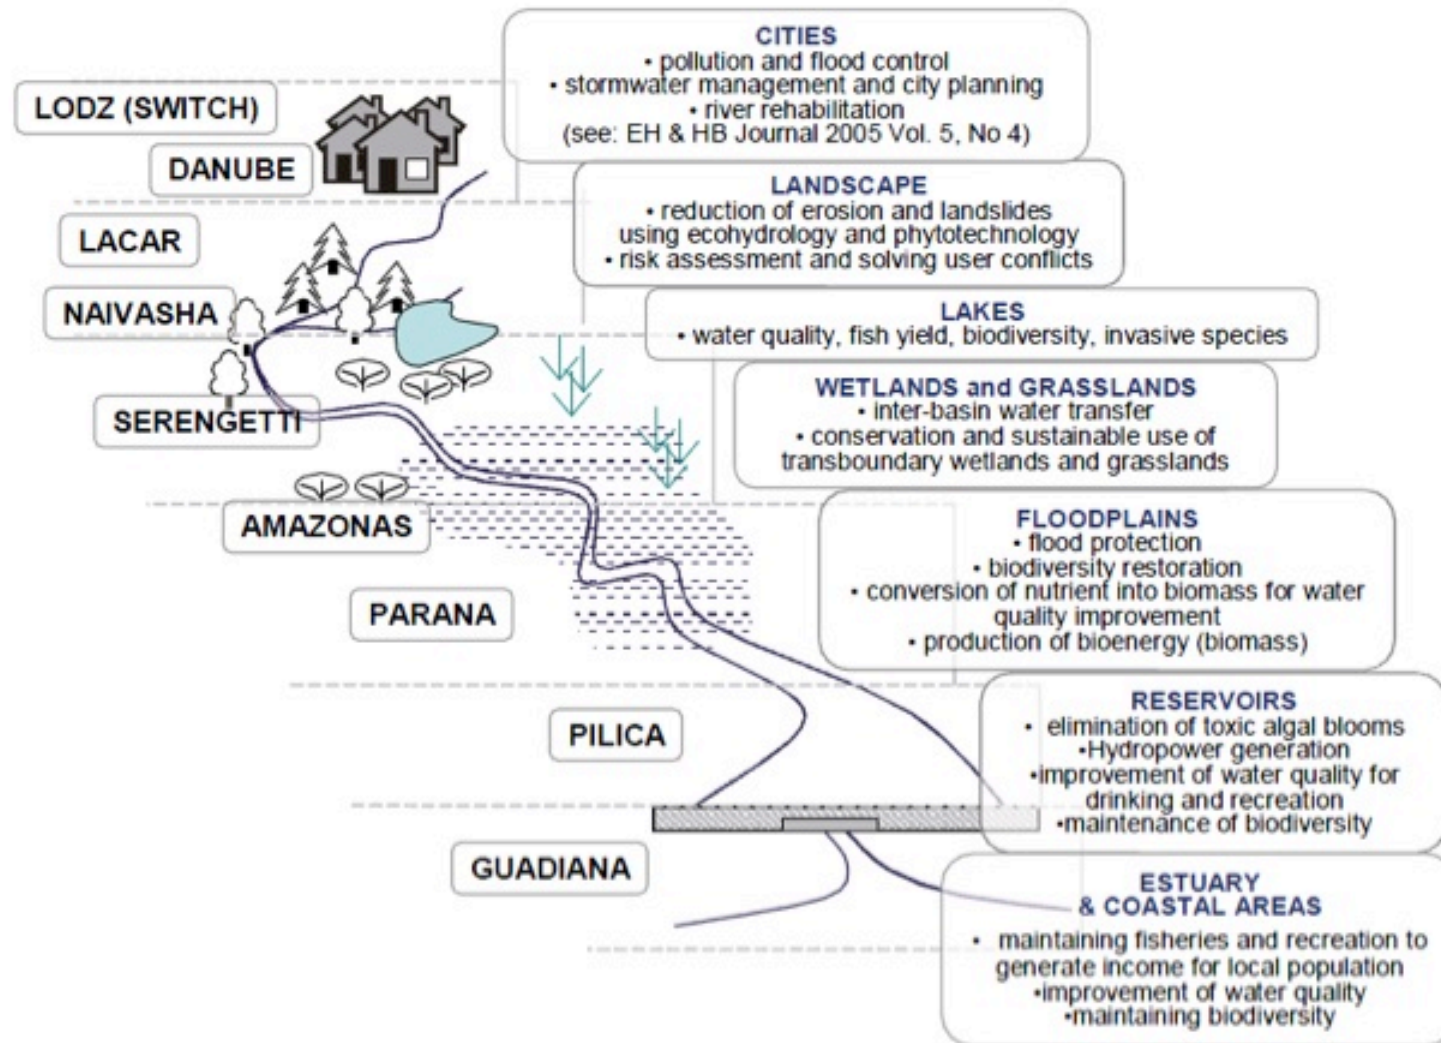 LODZ (SWITCH)
DANUBE
LACAR
NAIVASHA
SERENGETTI
AMAZONAS
PARANA
PILICA
GUADIANA
CITIES
• pollution and flood control
• stormwater management and city planning
• river rehabilitation
(see: EH & HB Journal 2005 Vol. 5, No 4)
LANDSCAPE
• reduction of erosion and landslides
using ecohydrology and phytotechnology
• risk assessment and solving user conflicts
LAKES
• water quality, fish yield, biodiversity, invasive species
WETLANDS and GRASSLANDS
• inter-basin water transfer
• conservation and sustainable use of
transboundary wetlands and grasslands
FLOODPLAINS
• flood protection
• biodiversity restoration
• conversion of nutrient into biomass for water
quality improvement
• production of bioenergy (biomass)
RESERVOIRS
• elimination of toxic algal blooms
•Hydropower generation
•improvement of water quality for
drinking and recreation
•maintenance of biodiversity
ESTUARY
& COASTAL AREAS
• maintaining fisheries and recreation to
generate income for local population
•improvement of water quality
•maintaining biodiversity